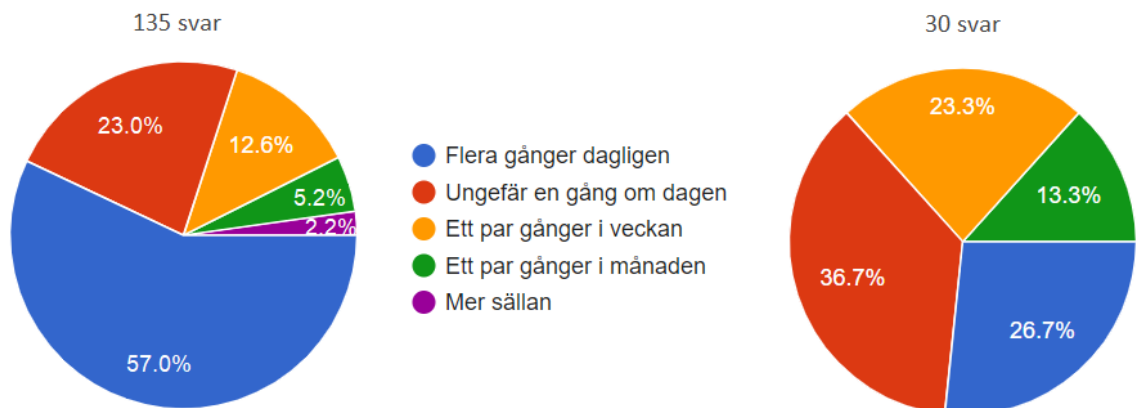 135 svar
30 svar
23.0%
12.6%
5.2%
2.2%
57.0%
Flera gånger dagligen
Ungefär en gång om dagen
Ett par gånger i veckan
Ett par gånger i månaden
Mer sällan
23.3%
13.3%
36.7%
26.7%